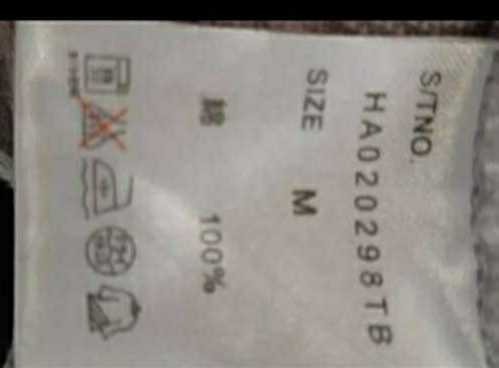 S/TNO.
HA020298TB
SIZE M
綿 100%